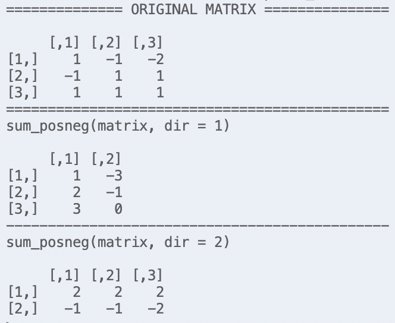 ============== ORIGINAL MATRIX ===============
     [,1] [,2] [,3]
[1,]    1   -1   -2
[2,]   -1    1    1
[3,]    1    1    1
==============================================
sum_posneg(matrix, dir = 1)
     [,1] [,2]
[1,]    1   -3
[2,]    2   -1
[3,]    3    0
----------------------------------------------
sum_posneg(matrix, dir = 2)
     [,1] [,2] [,3]
[1,]    2    2    2
[2,]   -1   -1   -2